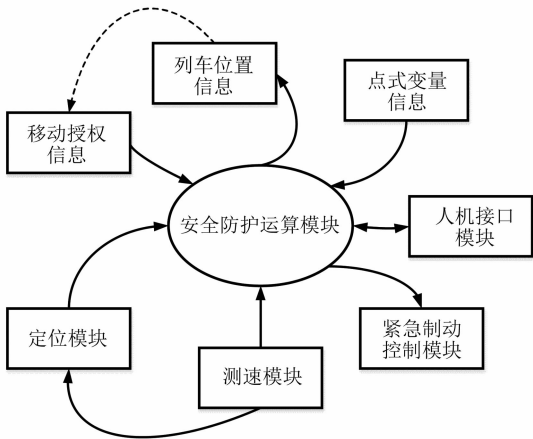 列车位置
信息
点式变量
信息
移动授权
信息
安全防护运算模块
人机接口
模块
定位模块
测速模块
紧急制动
控制模块